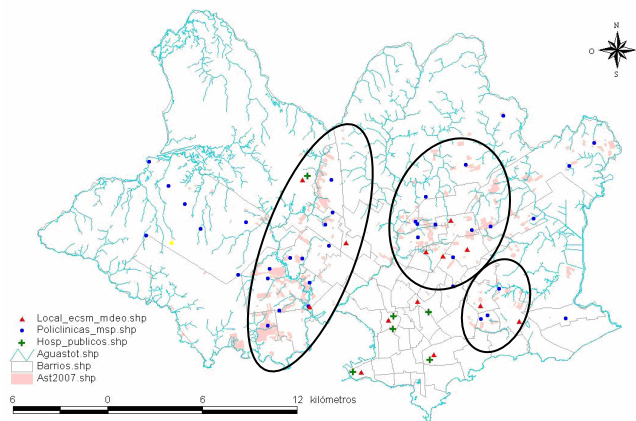 N
O
S
Local_ecsm_mdeo.shp
Policlinicas_msp.shp
Hosp_publicos.shp
Aguastot.shp
Barrios.shp
Ast2007.shp
6 0 6 12 kilómetros